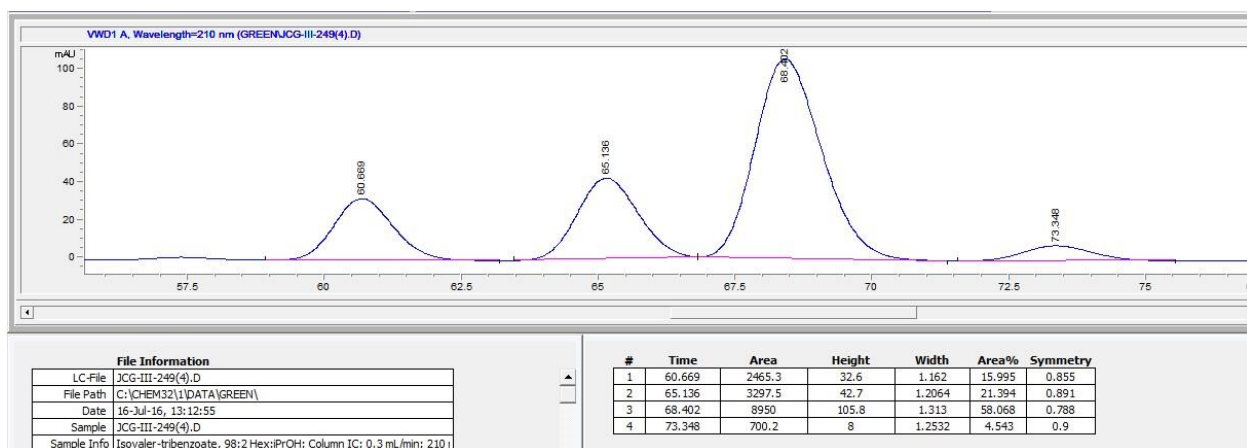 VWD1 A, Wavelength=210 nm (GREEN\JCG-III-249(4).D)
mAU
100
80
60
40
20
0
60.669
65.136
68.402
73.348
57.5 60 62.5 65 67.5 70 72.5 75
File Information
LC-File JCG-III-249(4).D
File Path C:\CHEM32\1\DATA\GREEN\
Date 16-Jul-16, 13:12:55
Sample JCG-III-249(4).D
Sample Info Isovaler-tribenzoate, 98:2 Hex:iPrOH; Column IC; 0.3 mL/min; 210
# Time Area Height Width Area% Symmetry
1 60.669 2465.3 32.6 1.162 15.995 0.855
2 65.136 3297.5 42.7 1.2064 21.394 0.891
3 68.402 8950 105.8 1.313 58.068 0.788
4 73.348 700.2 8 1.2532 4.543 0.9